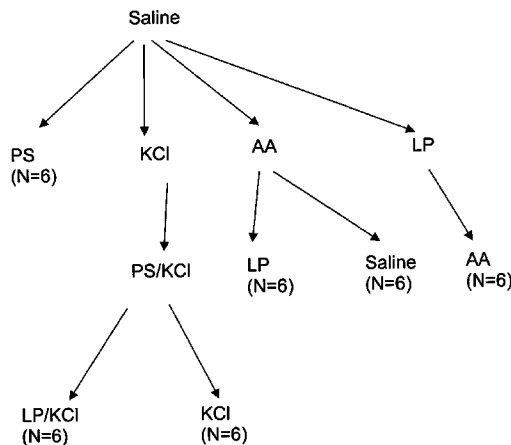 Saline
PS
(N=6)
KCl
AA
LP
PS/KCl
LP
(N=6)
Saline
(N=6)
AA
(N=6)
LP/KCl
(N=6)
KCl
(N=6)